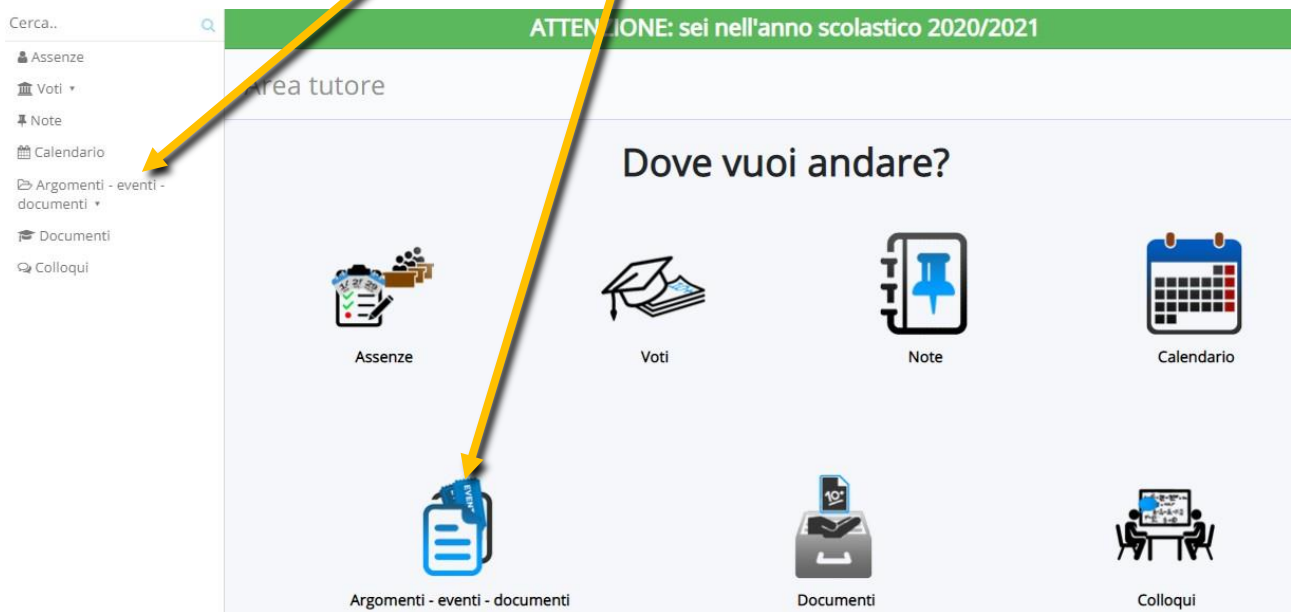 Cerca..
Assenze
Voti
Note
Calendario
Argomenti - eventi -
documenti
Documenti
Colloqui
ATTENZIONE: sei nell'anno scolastico 2020/2021
Area tutore
Dove vuoi andare?
Assenze
Voti
Note
Calendario
Argomenti - eventi - documenti
Documenti
Colloqui